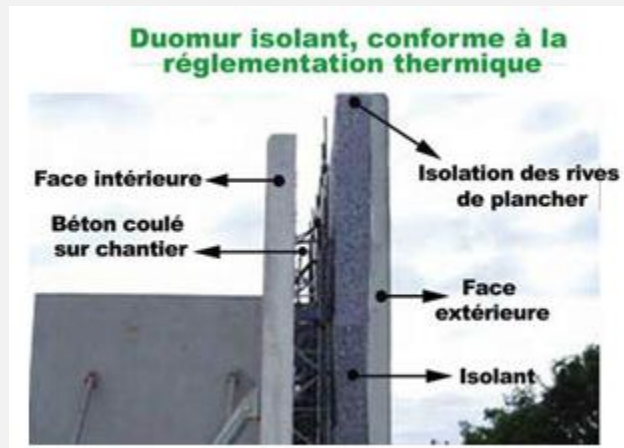 Duomur isolant, conforme à la
réglementation thermique
Face intérieure
Isolation des rives
de plancher
Béton coulé
sur chantier
Face
extérieure
Isolant